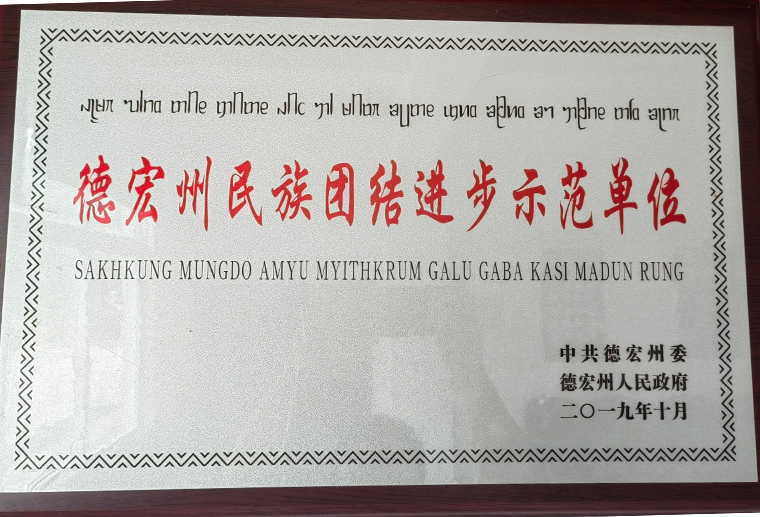 德宏州民族团结进步示范单位
SAKHKUNG MUNGDO AMYU MYITHKRUM GALU GABA KASI MADUN RUNG
中共德宏州委
德宏州人民政府
二〇一九年十月